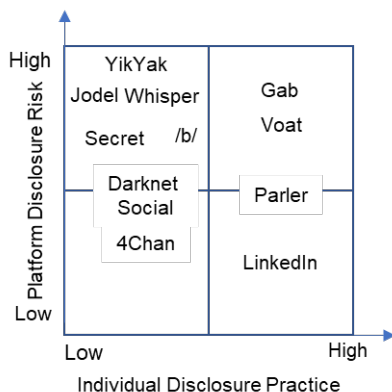 High
YikYak
Jodel Whisper
Secret /b/
Gab
Voat
Platform Disclosure Risk
Darknet
Social
4Chan
Parler
LinkedIn
Low
Low
High
Individual Disclosure Practice